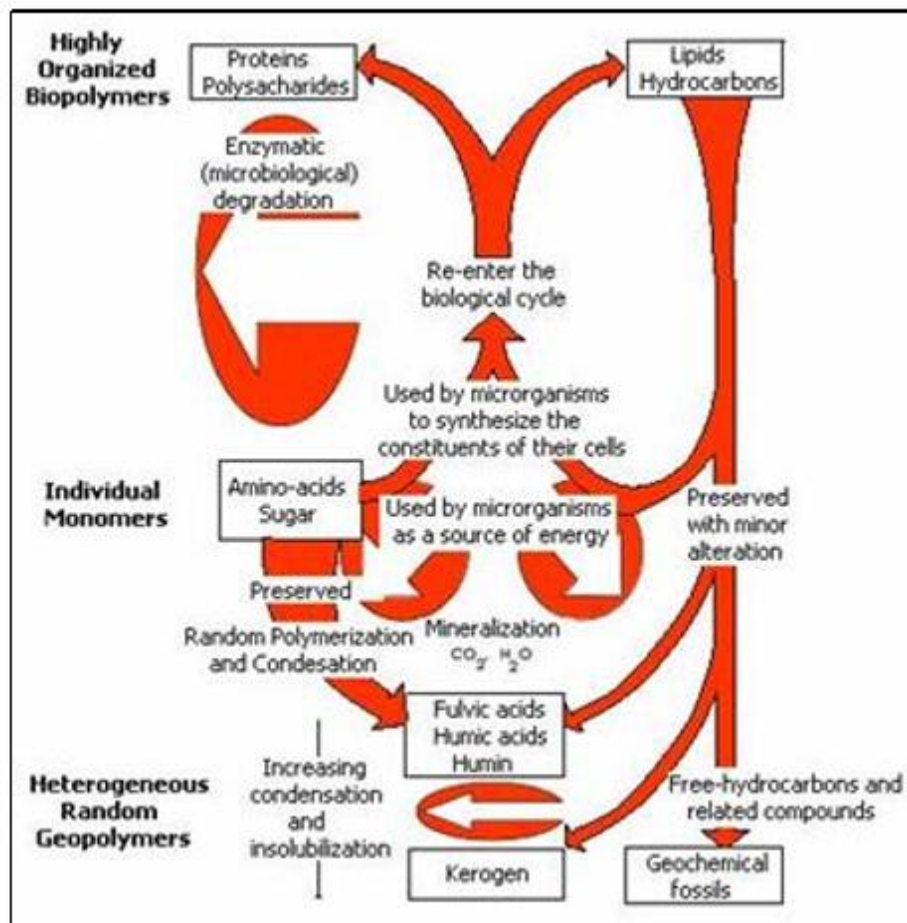 Highly
Organized
Biopolymers
Proteins
Polysacharides
Lipids
Hydrocarbons
Enzymatic
(microbiological)
degradation
Re-enter the
biological cycle
Used by microrganisms
to synthesize the
constituents of their cells
Individual
Monomers
Amino-acids
Sugar
Used by microrganisms
as a source of energy
Preserved
with minor
alteration
Preserved
Random Polymerization
and Condesation
Mineralization
CO2, H2O
Fulvic acids
Humic acids
Humin
Heterogeneous
Random
Geopolymers
Increasing
condensation
and
insolubilization
Free-hydrocarbons and
related compounds
Kerogen
Geochemical
fossils